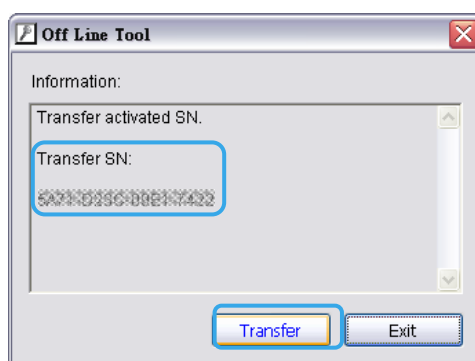 Off Line Tool
Information:
Transfer activated SN.
Transfer SN:
Transfer
Exit